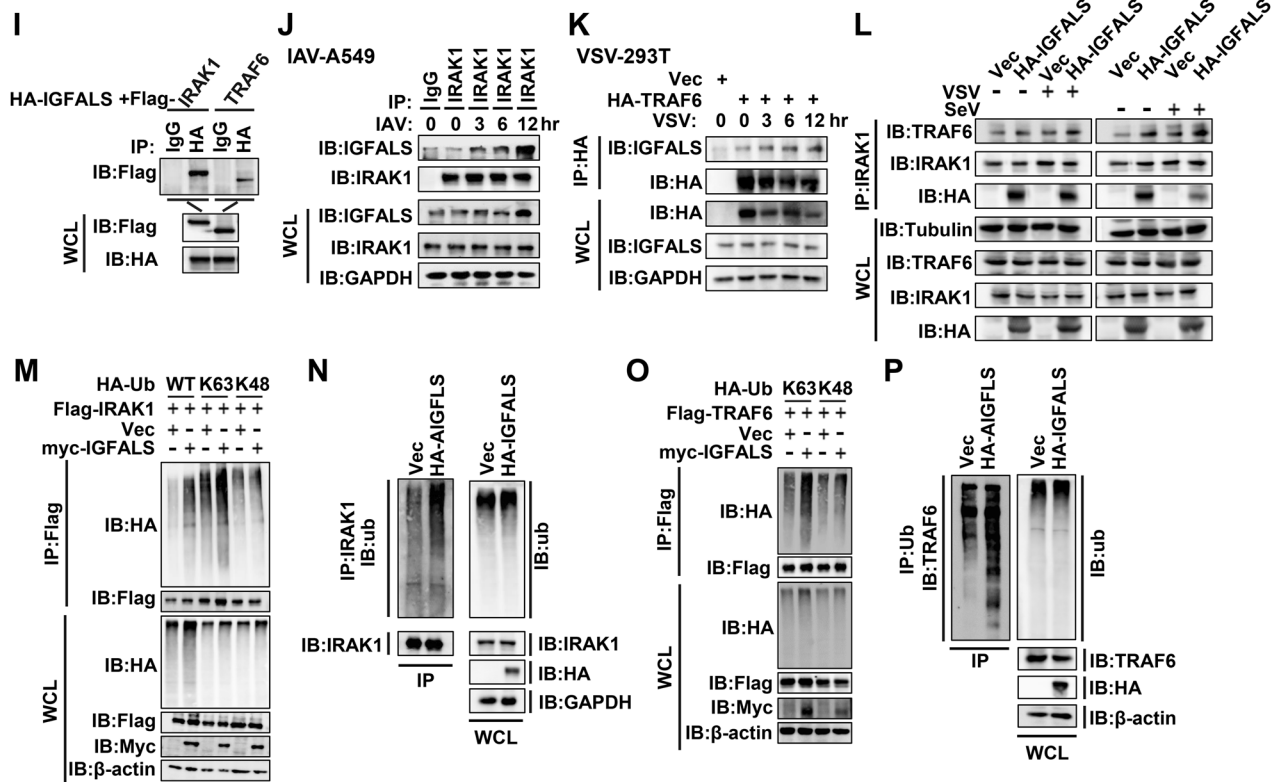 I
IRAK1
TRAF6
HA-IGFALS +Flag-
IP: IgG HA IgG HA
IB:Flag
WCL
IB:Flag
IB:HA
J
IAV-A549
IP: IgG IRAK1 IRAK1 IRAK1 IRAK1
IAV: 0 0 3 6 12 hr
IB:IGFALS
IB:IRAK1
WCL
IB:IGFALS
IB:IRAK1
IB:GAPDH
K
VSV-293T
Vec +
HA-TRAF6 + + + +
VSV: 0 0 3 6 12 hr
IP:HA
IB:IGFALS
IB:HA
WCL
IB:HA
IB:IGFALS
IB:GAPDH
L
Vec HA-IGFALS Vec HA-IGFALS Vec HA-IGFALS Vec HA-IGFALS
VSV - - + +
SeV - - + +
IP:IRAK1
IB:TRAF6
IB:IRAK1
IB:HA
WCL
IB:Tubulin
IB:TRAF6
IB:IRAK1
IB:HA
M
HA-Ub WT K63 K48
Flag-IRAK1 + + + + + +
Vec + - + - + -
myc-IGFALS - + - + - +
IP:Flag
IB:HA
IB:Flag
WCL
IB:HA
IB:Flag
IB:Myc
IB:β-actin
N
Vec HA-AIGFLS Vec HA-IGFALS
IP:IRAK1
IB:ub
IB:ub
IB:IRAK1
IB:IRAK1
IB:HA
IB:GAPDH
IP
WCL
O
HA-Ub K63 K48
Flag-TRAF6 + + + +
Vec + - + -
myc-IGFALS - + - +
IP:Flag
IB:HA
IB:Flag
WCL
IB:HA
IB:Flag
IB:Myc
IB:β-actin
P
Vec HA-AIGFLS Vec HA-IGFALS
IP:Ub
IB:TRAF6
IB:ub
IP
IB:TRAF6
IB:HA
IB:β-actin
WCL